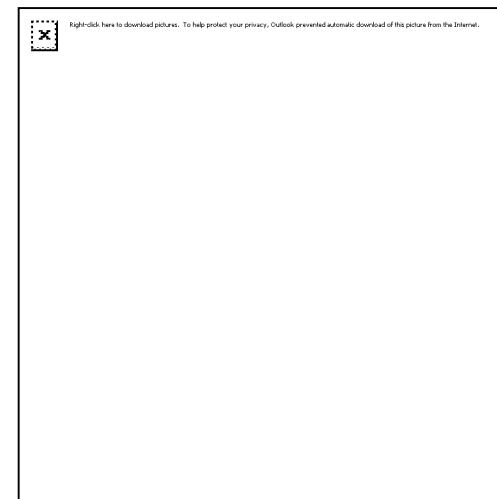 Right-click here to download pictures.  To help protect your privacy, Outlook prevented automatic download of this picture from the Internet.